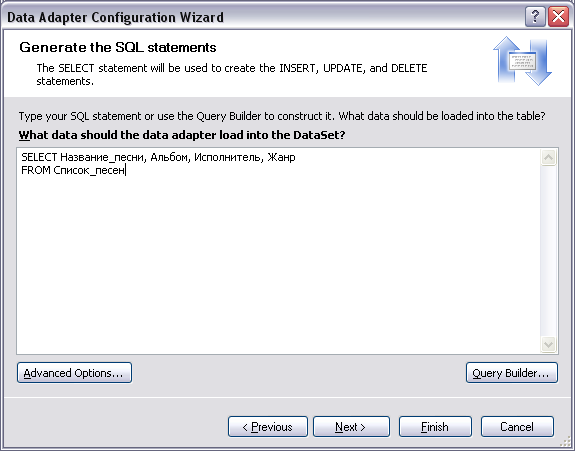 Data Adapter Configuration Wizard
Generate the SQL statements
The SELECT statement will be used to create the INSERT, UPDATE, and DELETE
statements.
Type your SQL statement or use the Query Builder to construct it. What data should be loaded into the table?
What data should the data adapter load into the DataSet?
SELECT Название_песни, Альбом, Исполнитель, Жанр
FROM Список_песен
Advanced Options...
Query Builder...
< Previous
Next >
Finish
Cancel